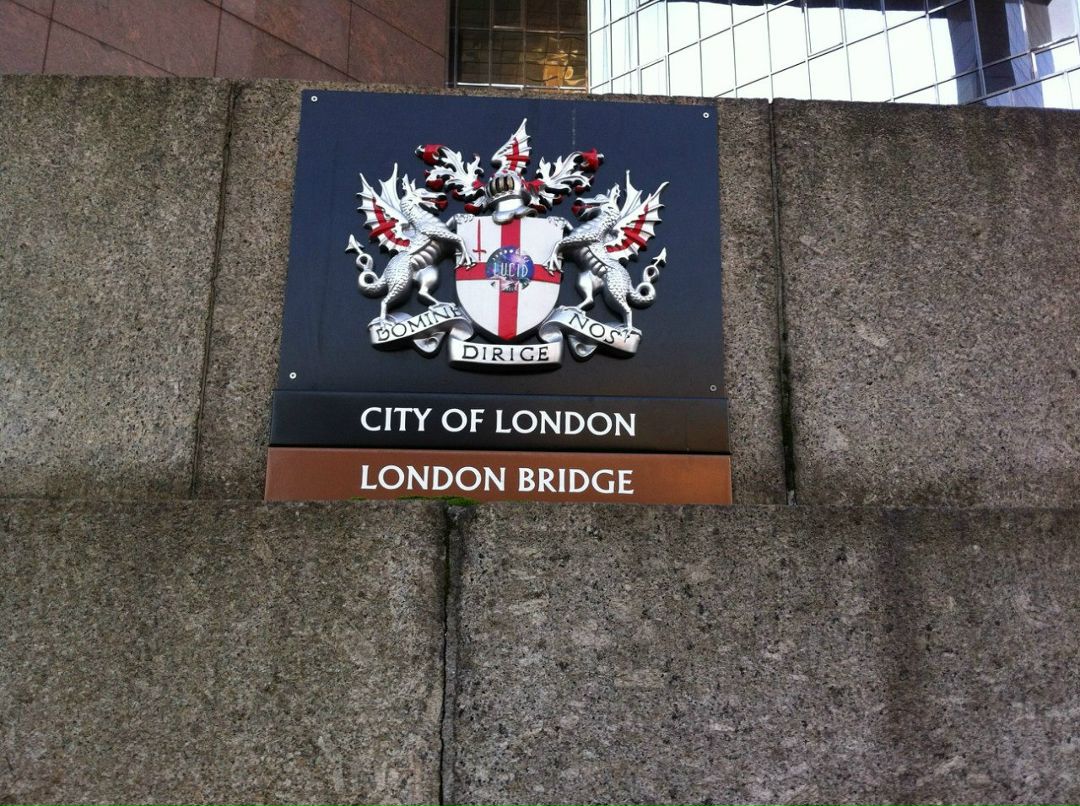 LUCID
DOMINE
DIRIGE
NOS
CITY OF LONDON
LONDON BRIDGE